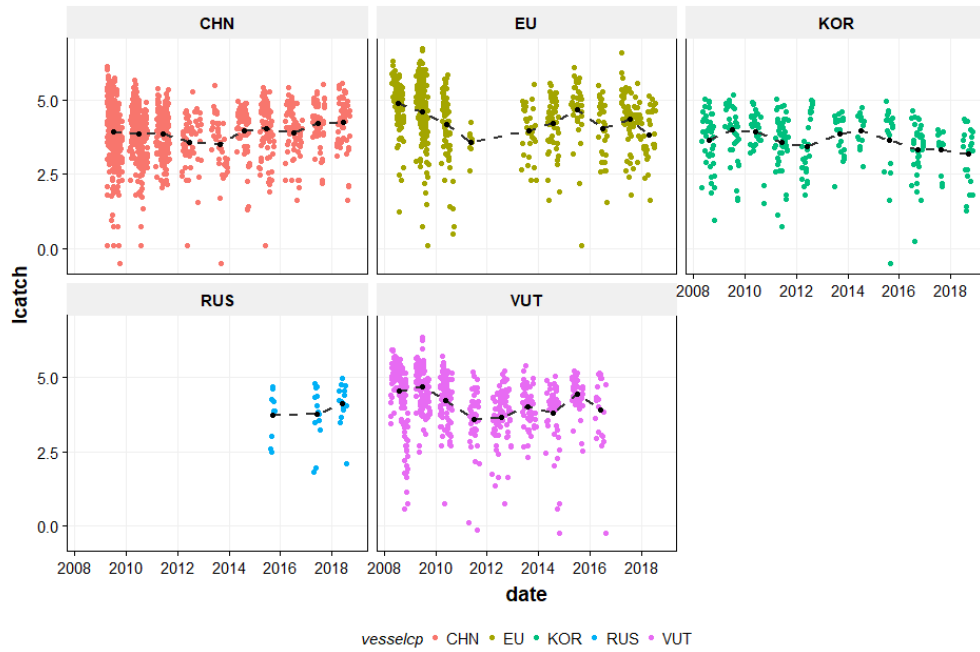 CHN EU KOR
5.0
2.5
0.0
2008 2010 2012 2014 2016 2018
RUS VUT
5.0
2.5
0.0
2008 2010 2012 2014 2016 2018 2008 2010 2012 2014 2016 2018
lcatch
date
vesselcp CHN EU KOR RUS VUT